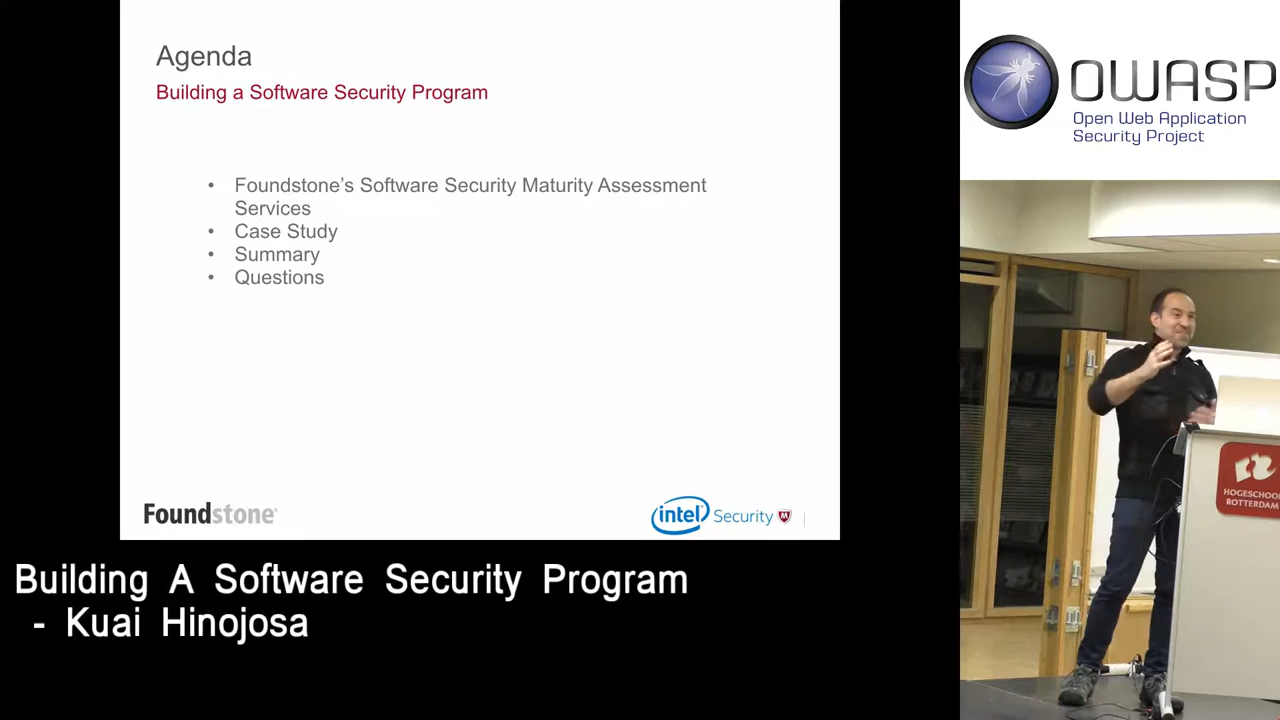 Agenda
Building a Software Security Program
• Foundstone’s Software Security Maturity Assessment
Services
• Case Study
• Summary
• Questions
Foundstone
intel Security
Building A Software Security Program
- Kuai Hinojosa
OWASP
Open Web Application
Security Project
HOGESCHOOL
ROTTERDAM